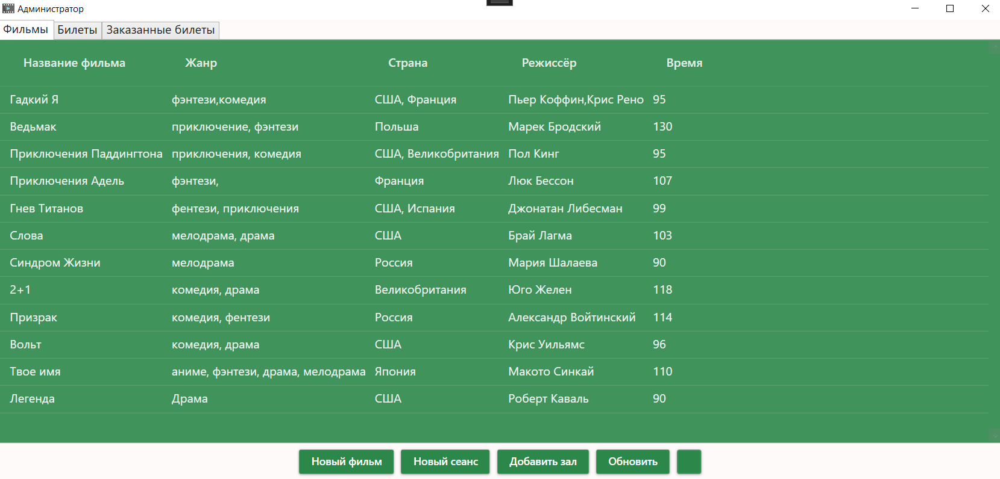 Администратор
Фильмы Билеты Заказанные билеты
Название фильма Жанр Страна Режиссёр Время
Гадкий Я фэнтези,комедия США, Франция Пьер Коффин,Крис Рено 95
Ведьмак приключение, фэнтези Польша Марек Бродский 130
Приключения Паддингтона приключения, комедия США, Великобритания Пол Кинг 95
Приключения Адель фэнтези, Франция Люк Бессон 107
Гнев Титанов фентези, приключения США, Испания Джонатан Либесман 99
Слова мелодрама, драма США Брай Лагма 103
Синдром Жизни мелодрама Россия Мария Шалаева 90
2+1 комедия, драма Великобритания Юго Желен 118
Призрак комедия, фентези Россия Александр Войтинский 114
Вольт комедия, драма США Крис Уильямс 96
Твое имя аниме, фэнтези, драма, мелодрама Япония Макото Синкай 110
Легенда Драма США Роберт Каваль 90
Новый фильм Новый сеанс Добавить зал Обновить